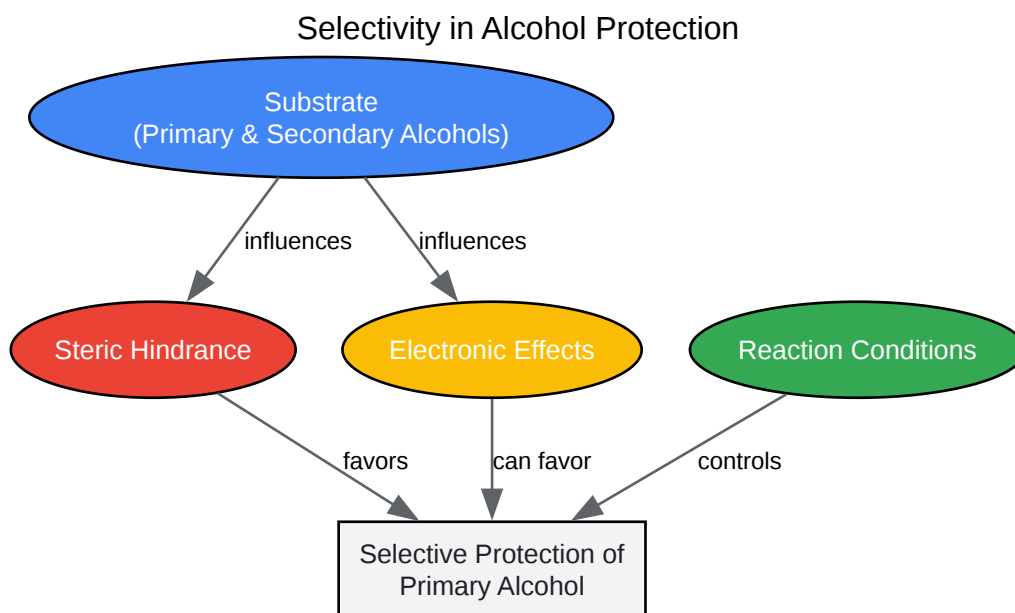 Selectivity in Alcohol Protection
Substrate
(Primary & Secondary Alcohols)
influences
influences
Steric Hindrance
Electronic Effects
Reaction Conditions
favors
can favor
controls
Selective Protection of
Primary Alcohol